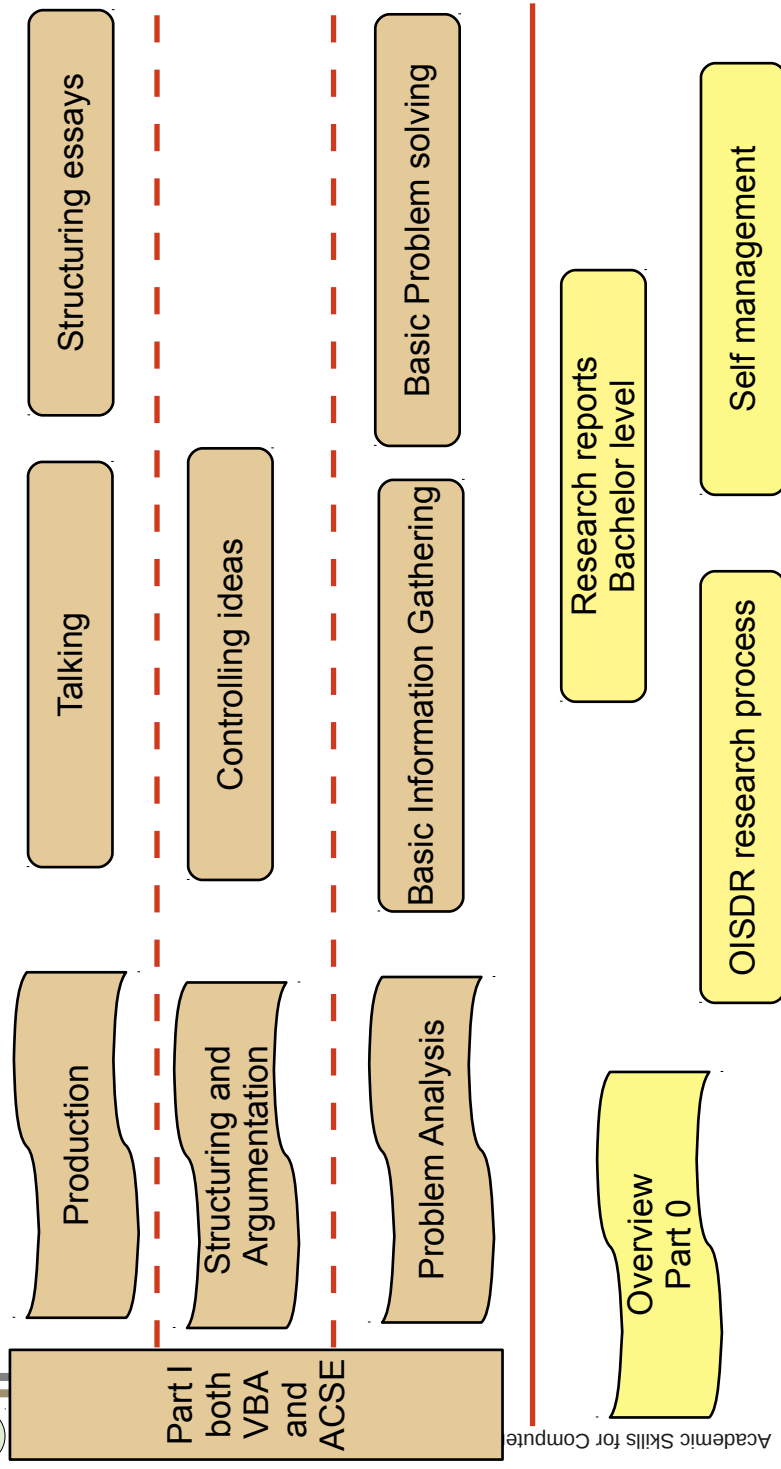 Part I
both
VBA
and
ACSE
Production
Talking
Structuring essays
Structuring and
Argumentation
Controlling ideas
Problem Analysis
Basic Information Gathering
Basic Problem solving
Overview
Part 0
Research reports
Bachelor level
OISDR research process
Self management
Academic Skills for Computer